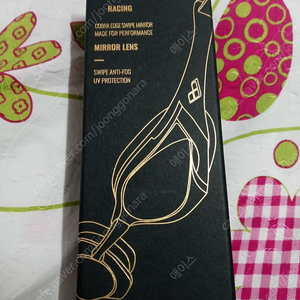 RACING
COBRA EDGE SWIPE MIRROR
MADE FOR PERFORMANCE
MIRROR LENS
SWIPE ANTI-FOG
UV PROTECTION